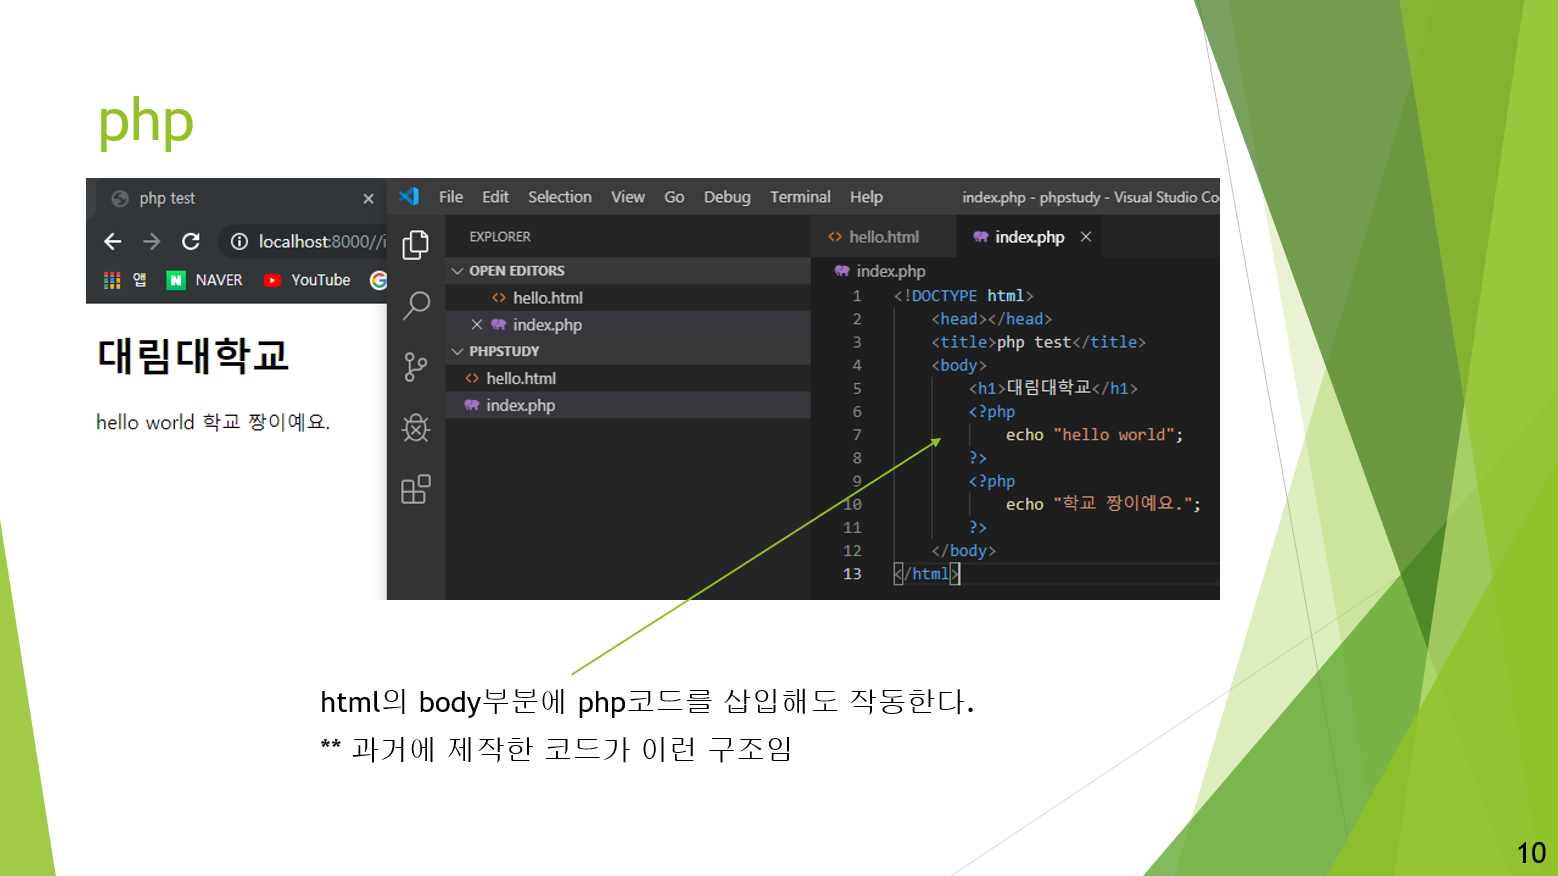 php
php test
localhost:8000//i
앱 NAVER YouTube
대림대학교
hello world 학교 짱이예요.
File Edit Selection View Go Debug Terminal Help index.php - phpstudy - Visual Studio Co
EXPLORER
OPEN EDITORS
hello.html
index.php
PHPSTUDY
hello.html
index.php
hello.html index.php
index.php
1 <!DOCTYPE html>
2 <head></head>
3 <title>php test</title>
4 <body>
5 <h1>대림대학교</h1>
6 <?php
7 echo "hello world";
8 ?>
9 <?php
10 echo "학교 짱이예요.";
11 ?>
12 </body>
13 </html>
html의 body부분에 php코드를 삽입해도 작동한다.
** 과거에 제작한 코드가 이런 구조임
10